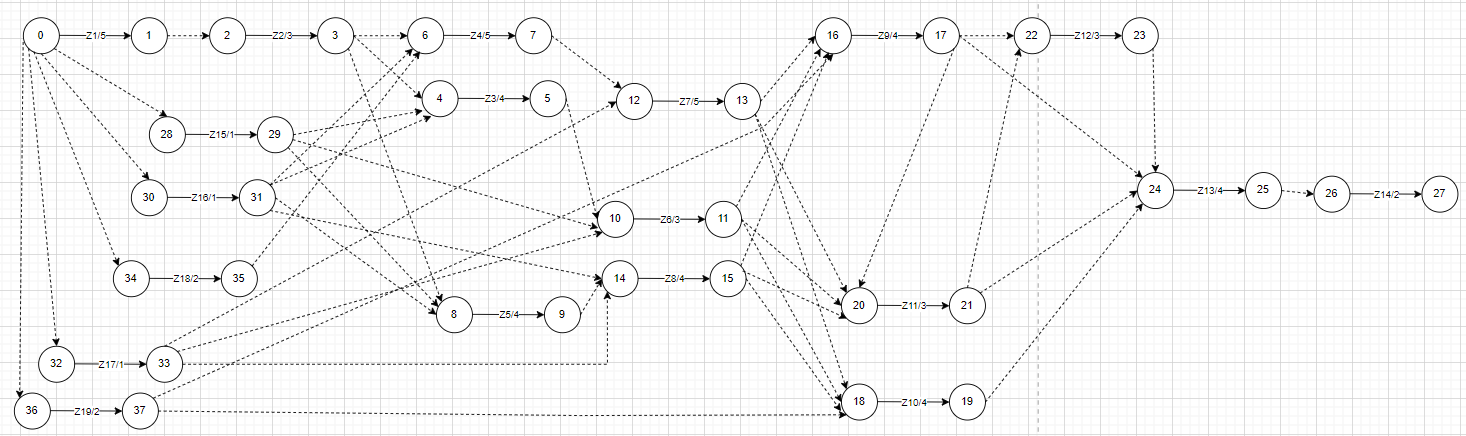 0 Z1/5 1 2 Z2/3 3 6 Z4/5 7 16 Z9/4 17 22 Z12/3 23
4 Z3/4 5 12 Z7/5 13
28 Z15/1 29
30 Z16/1 31 24 Z13/4 25 26 Z14/2 27
10 Z6/3 11
34 Z18/2 35 14 Z8/4 15
8 Z5/4 9 20 Z11/3 21
32 Z17/1 33
36 Z19/2 37 18 Z10/4 19